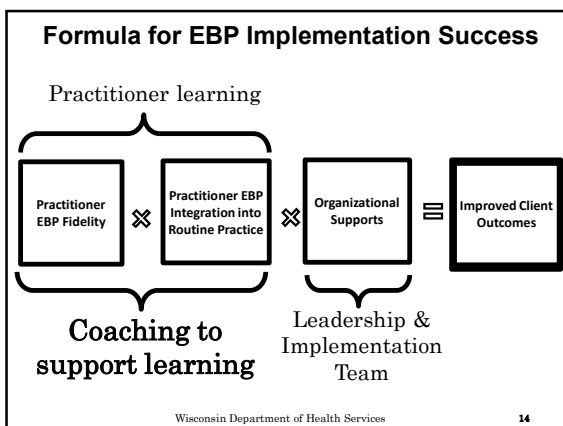 Formula for EBP Implementation Success
Practitioner learning
Practitioner
EBP Fidelity
×
Practitioner EBP
Integration into
Routine Practice
×
Organizational
Supports
=
Improved Client
Outcomes
Coaching to
support learning
Leadership &
Implementation
Team
Wisconsin Department of Health Services
14